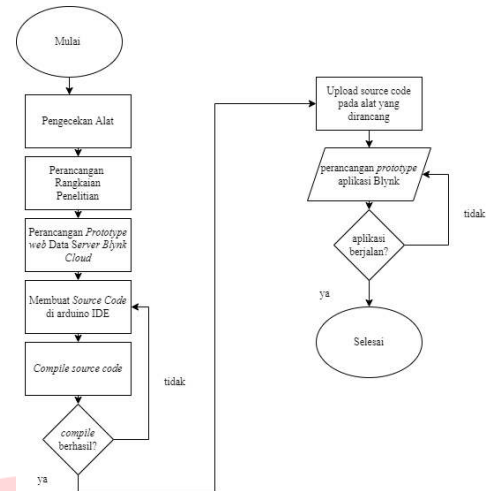 Mulai
Pengecekan Alat
Perancangan
Rangkaian
Penelitian
Perancangan Prototype
web Data Server Blynk
Cloud
Membuat Source Code
di arduino IDE
Compile source code
tidak
compile
berhasil?
ya
Upload source code
pada alat yang
dirancang
perancangan prototype
aplikasi Blynk
tidak
aplikasi
berjalan?
ya
Selesai